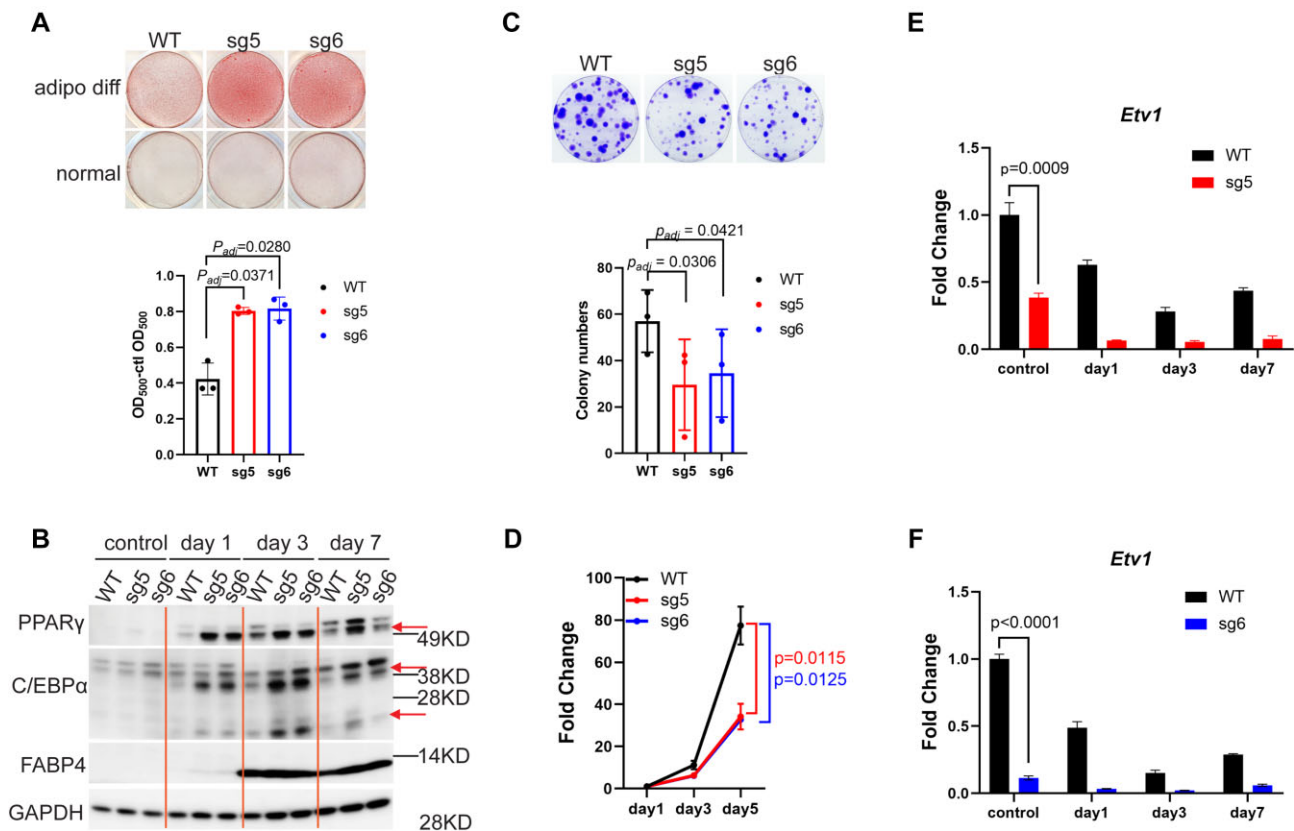 A
WT sg5 sg6
adipo diff
normal
Padj=0.0280
Padj=0.0371
OD500-ctl OD500
1.0
0.8
0.6
0.4
0.2
0.0
WT sg5 sg6
WT
sg5
sg6
B
control day 1 day 3 day 7
WT sg5 sg6 WT sg5 sg6 WT sg5 sg6 WT sg5 sg6
PPARγ
49KD
C/EBPα
38KD
28KD
FABP4
14KD
GAPDH
28KD
C
WT sg5 sg6
padj = 0.0421
padj = 0.0306
Colony numbers
80
60
40
20
0
WT sg5 sg6
WT
sg5
sg6
D
Fold Change
100
80
60
40
20
0
day1 day3 day5
WT
sg5
sg6
p=0.0115
p=0.0125
E
Etv1
Fold Change
1.5
1.0
0.5
0.0
p=0.0009
WT
sg5
control day1 day3 day7
F
Etv1
Fold Change
1.5
1.0
0.5
0.0
p<0.0001
WT
sg6
control day1 day3 day7